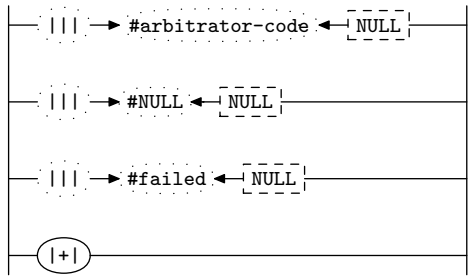 ||| #arbitrator-code NULL
||| #NULL NULL
||| #failed NULL
|+|